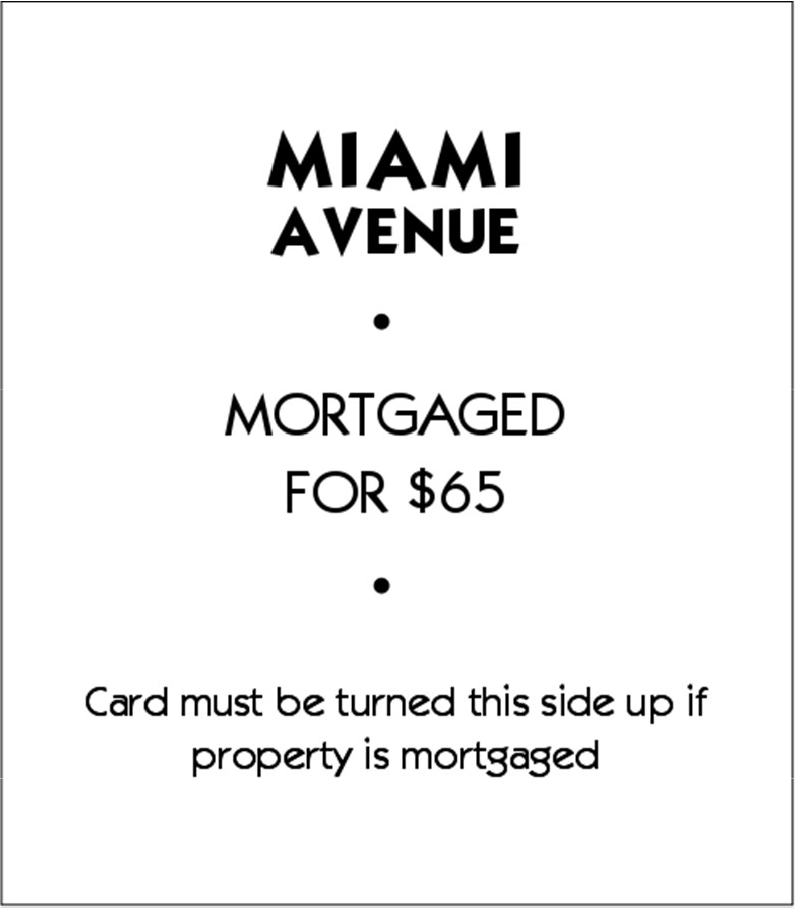 MIAMI
AVENUE
•
MORTGAGED
FOR $65
•
Card must be turned this side up if
property is mortgaged